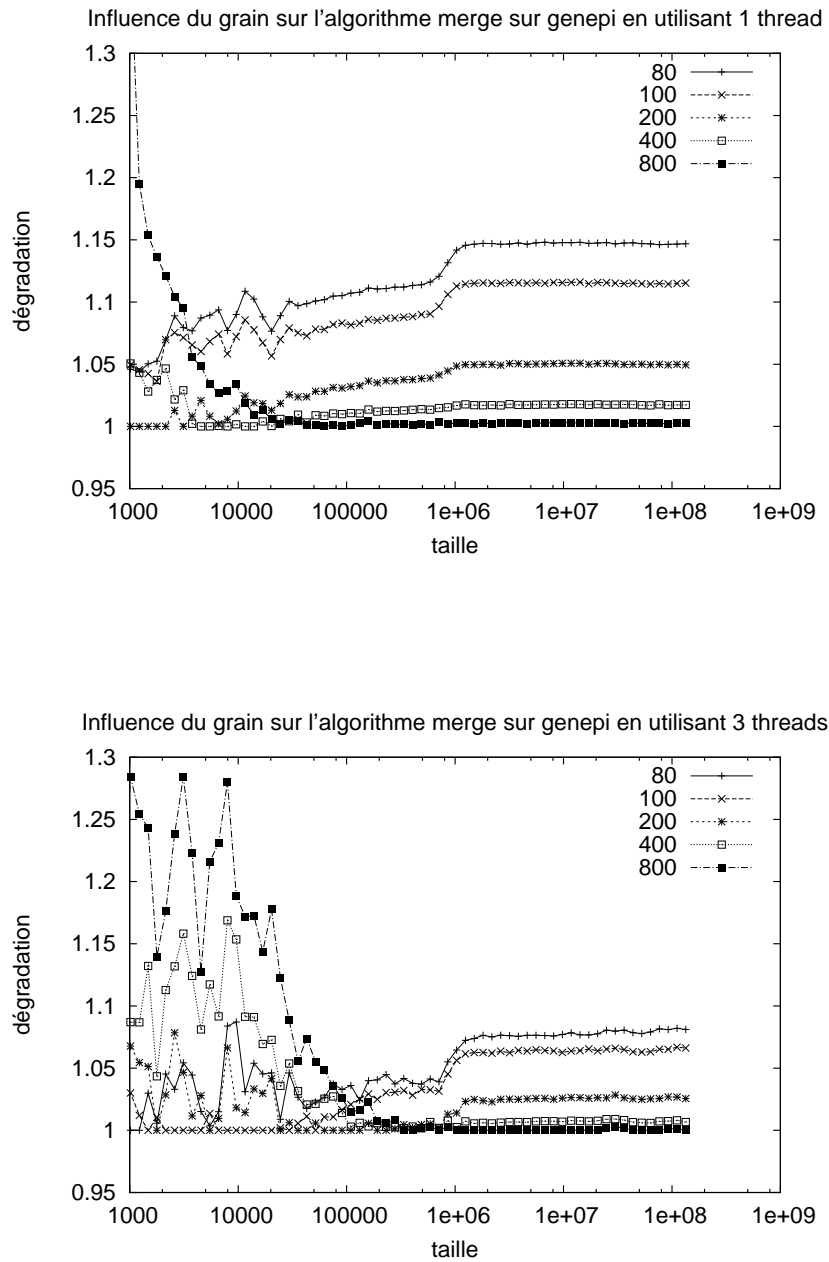 Influence du grain sur l'algorithme merge sur genepi en utilisant 1 thread
1.3
1.25
1.2
1.15
1.1
1.05
1
0.95
dégradation
80
100
200
400
800
1000
10000
100000
1e+06
1e+07
1e+08
1e+09
taille
Influence du grain sur l'algorithme merge sur genepi en utilisant 3 threads
1.3
1.25
1.2
1.15
1.1
1.05
1
0.95
dégradation
80
100
200
400
800
1000
10000
100000
1e+06
1e+07
1e+08
1e+09
taille